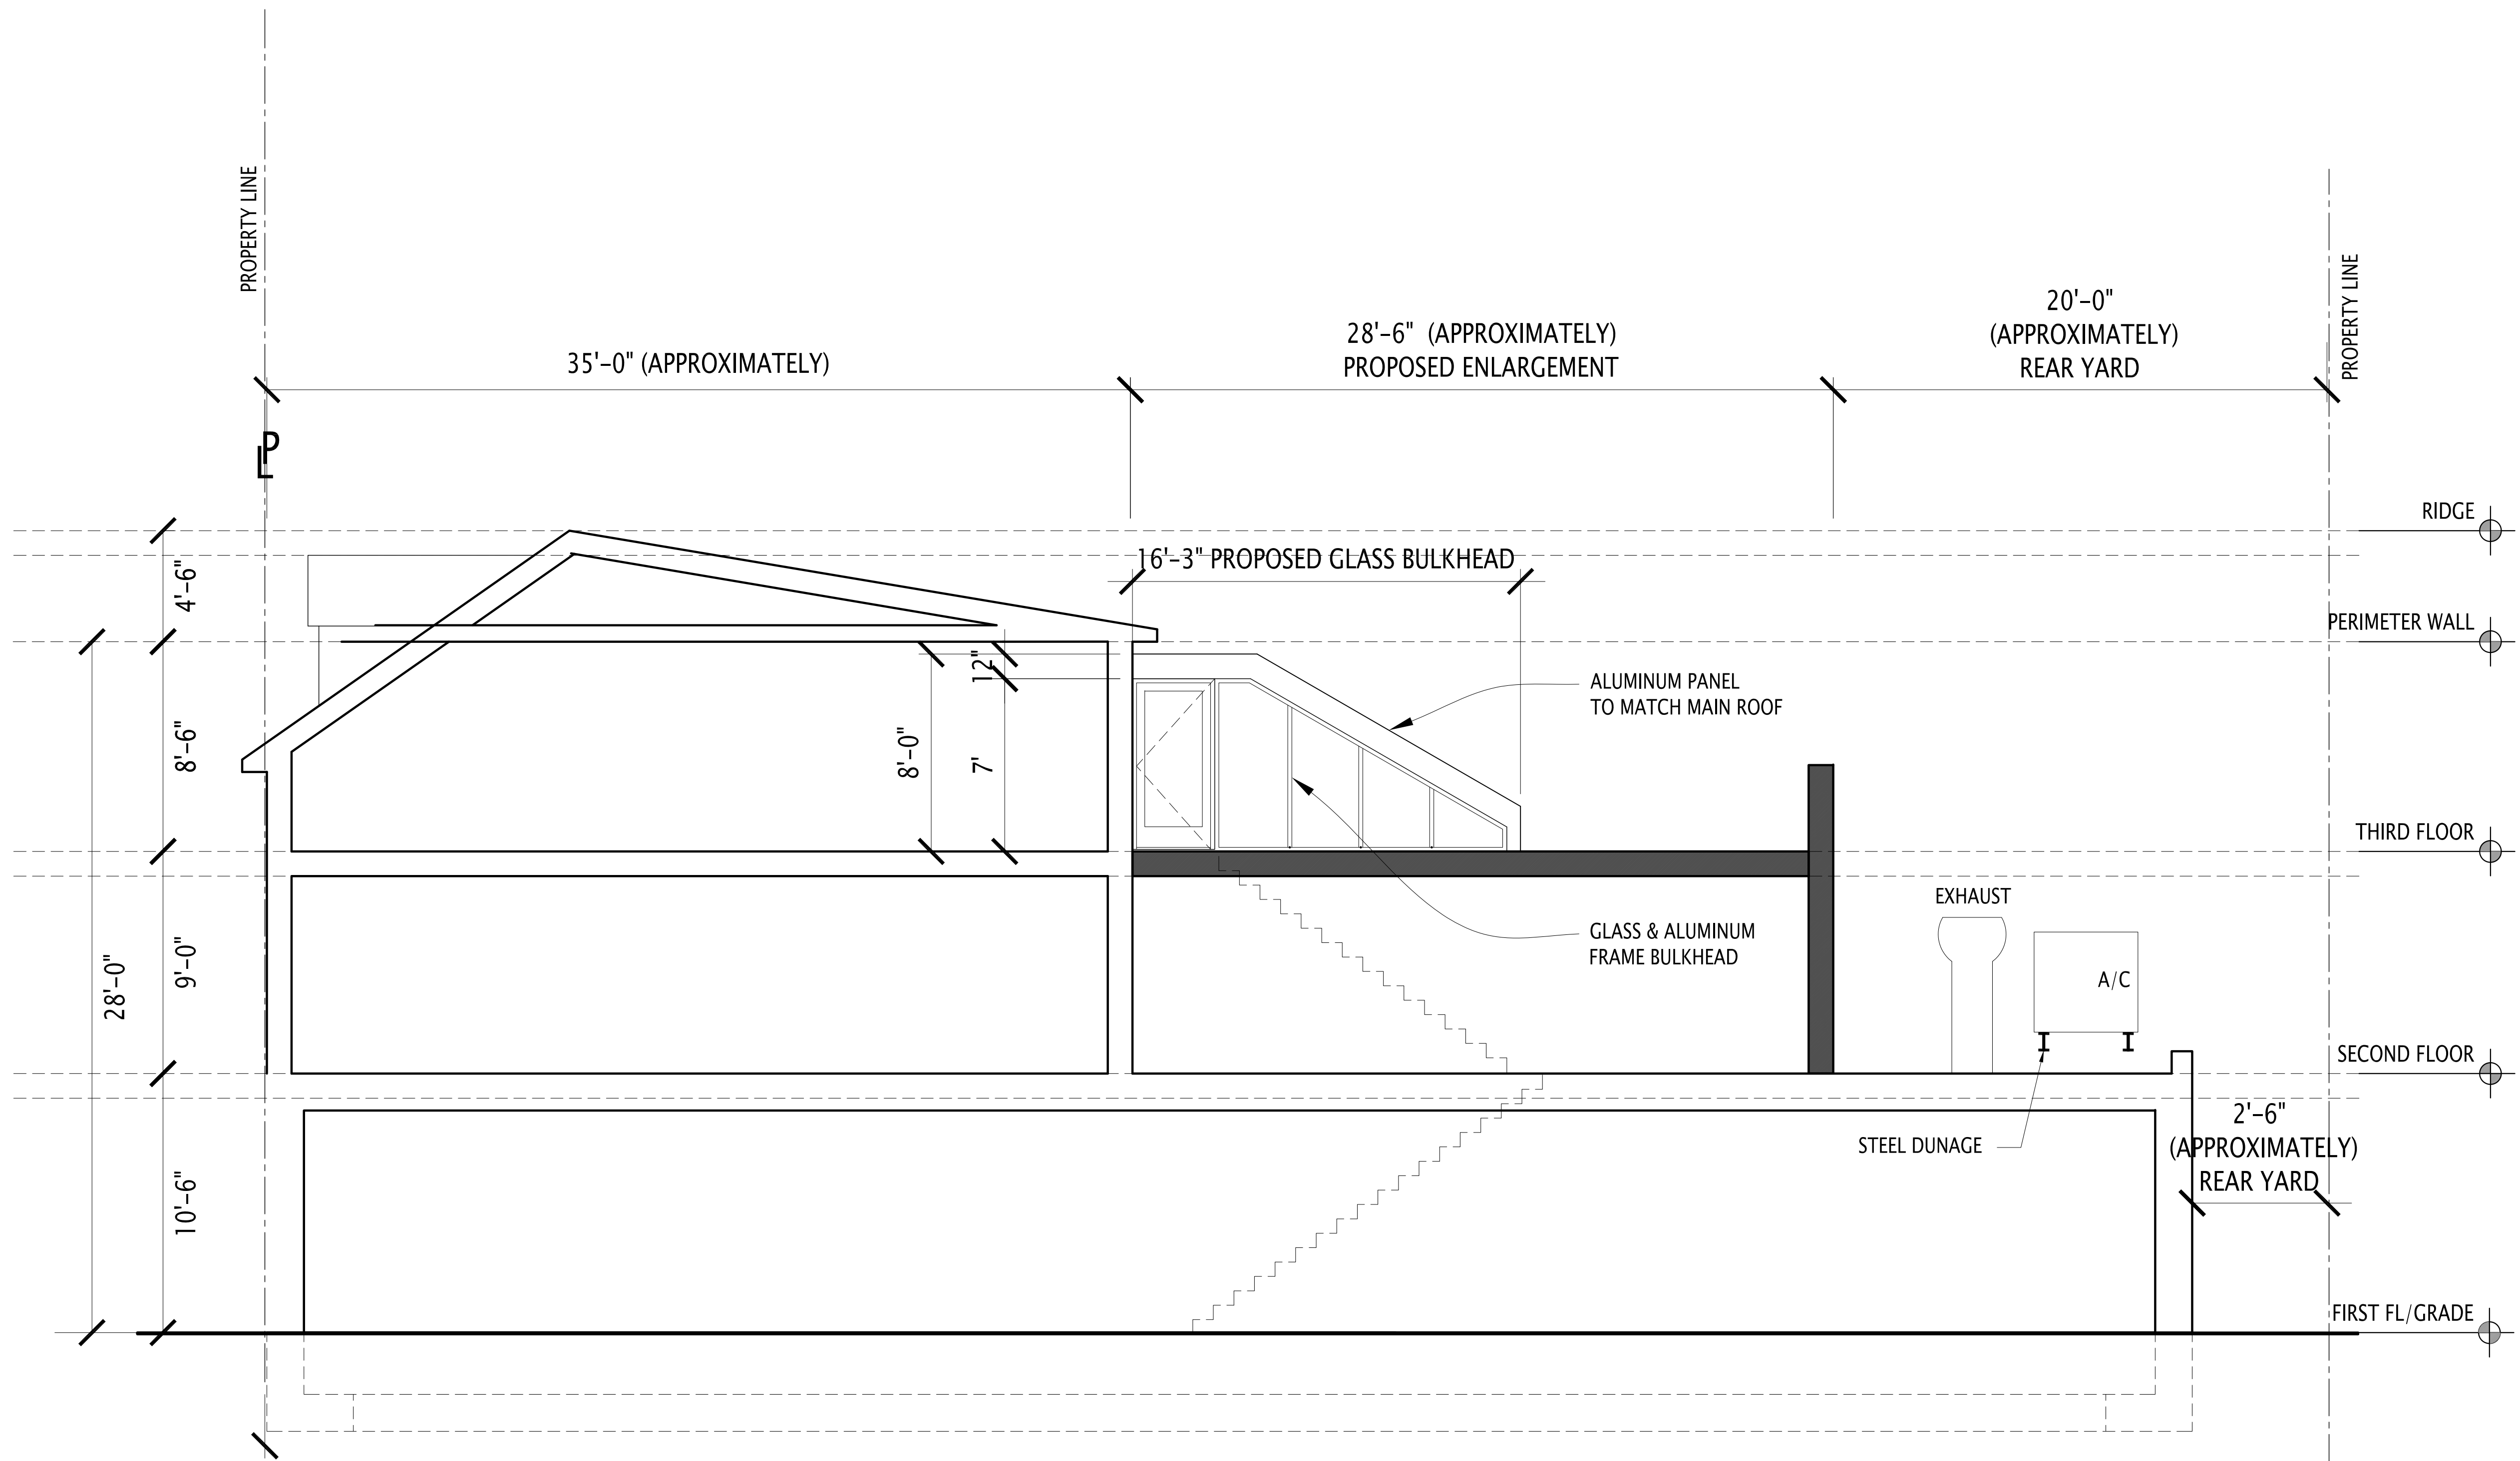 PROPERTY LINE
PROPERTY LINE
35'-0" (APPROXIMATELY)
28'-6" (APPROXIMATELY)
PROPOSED ENLARGEMENT
20'-0"
(APPROXIMATELY)
REAR YARD
PL
RIDGE
16'-3" PROPOSED GLASS BULKHEAD
4'-6"
PERIMETER WALL
12"
ALUMINUM PANEL
TO MATCH MAIN ROOF
8'-6"
8'-0"
7'
THIRD FLOOR
EXHAUST
GLASS & ALUMINUM
FRAME BULKHEAD
A/C
9'-0"
28'-0"
SECOND FLOOR
2'-6"
(APPROXIMATELY)
REAR YARD
STEEL DUNAGE
10'-6"
FIRST FL/GRADE